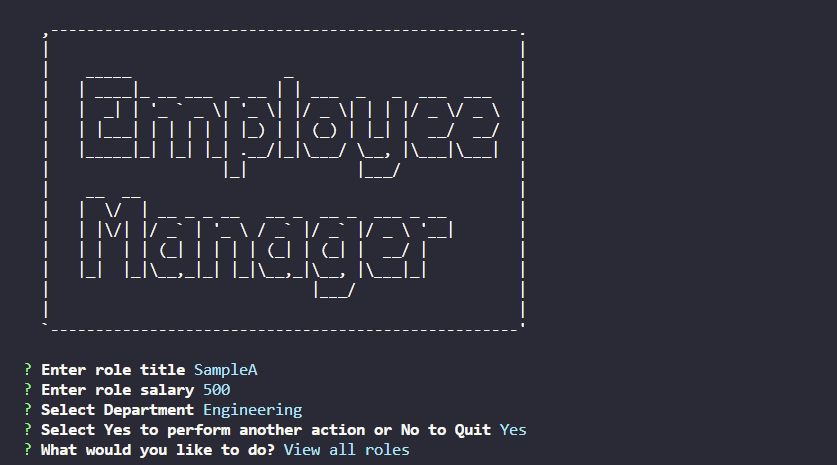 Employee
Manager
? Enter role title SampleA
? Enter role salary 500
? Select Department Engineering
? Select Yes to perform another action or No to Quit Yes
? What would you like to do? View all roles